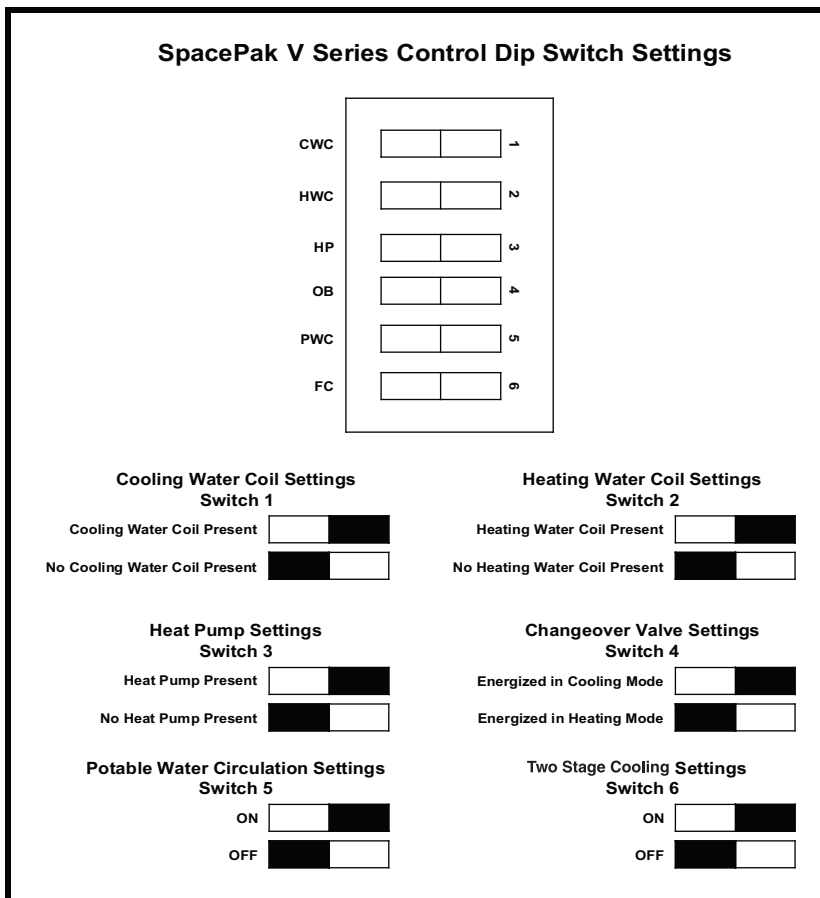 SpacePak V Series Control Dip Switch Settings
CWC 1
HWC 2
HP 3
OB 4
PWC 5
FC 6
Cooling Water Coil Settings
Switch 1
Cooling Water Coil Present
No Cooling Water Coil Present
Heating Water Coil Settings
Switch 2
Heating Water Coil Present
No Heating Water Coil Present
Heat Pump Settings
Switch 3
Heat Pump Present
No Heat Pump Present
Changeover Valve Settings
Switch 4
Energized in Cooling Mode
Energized in Heating Mode
Potable Water Circulation Settings
Switch 5
ON
OFF
Two Stage Cooling Settings
Switch 6
ON
OFF